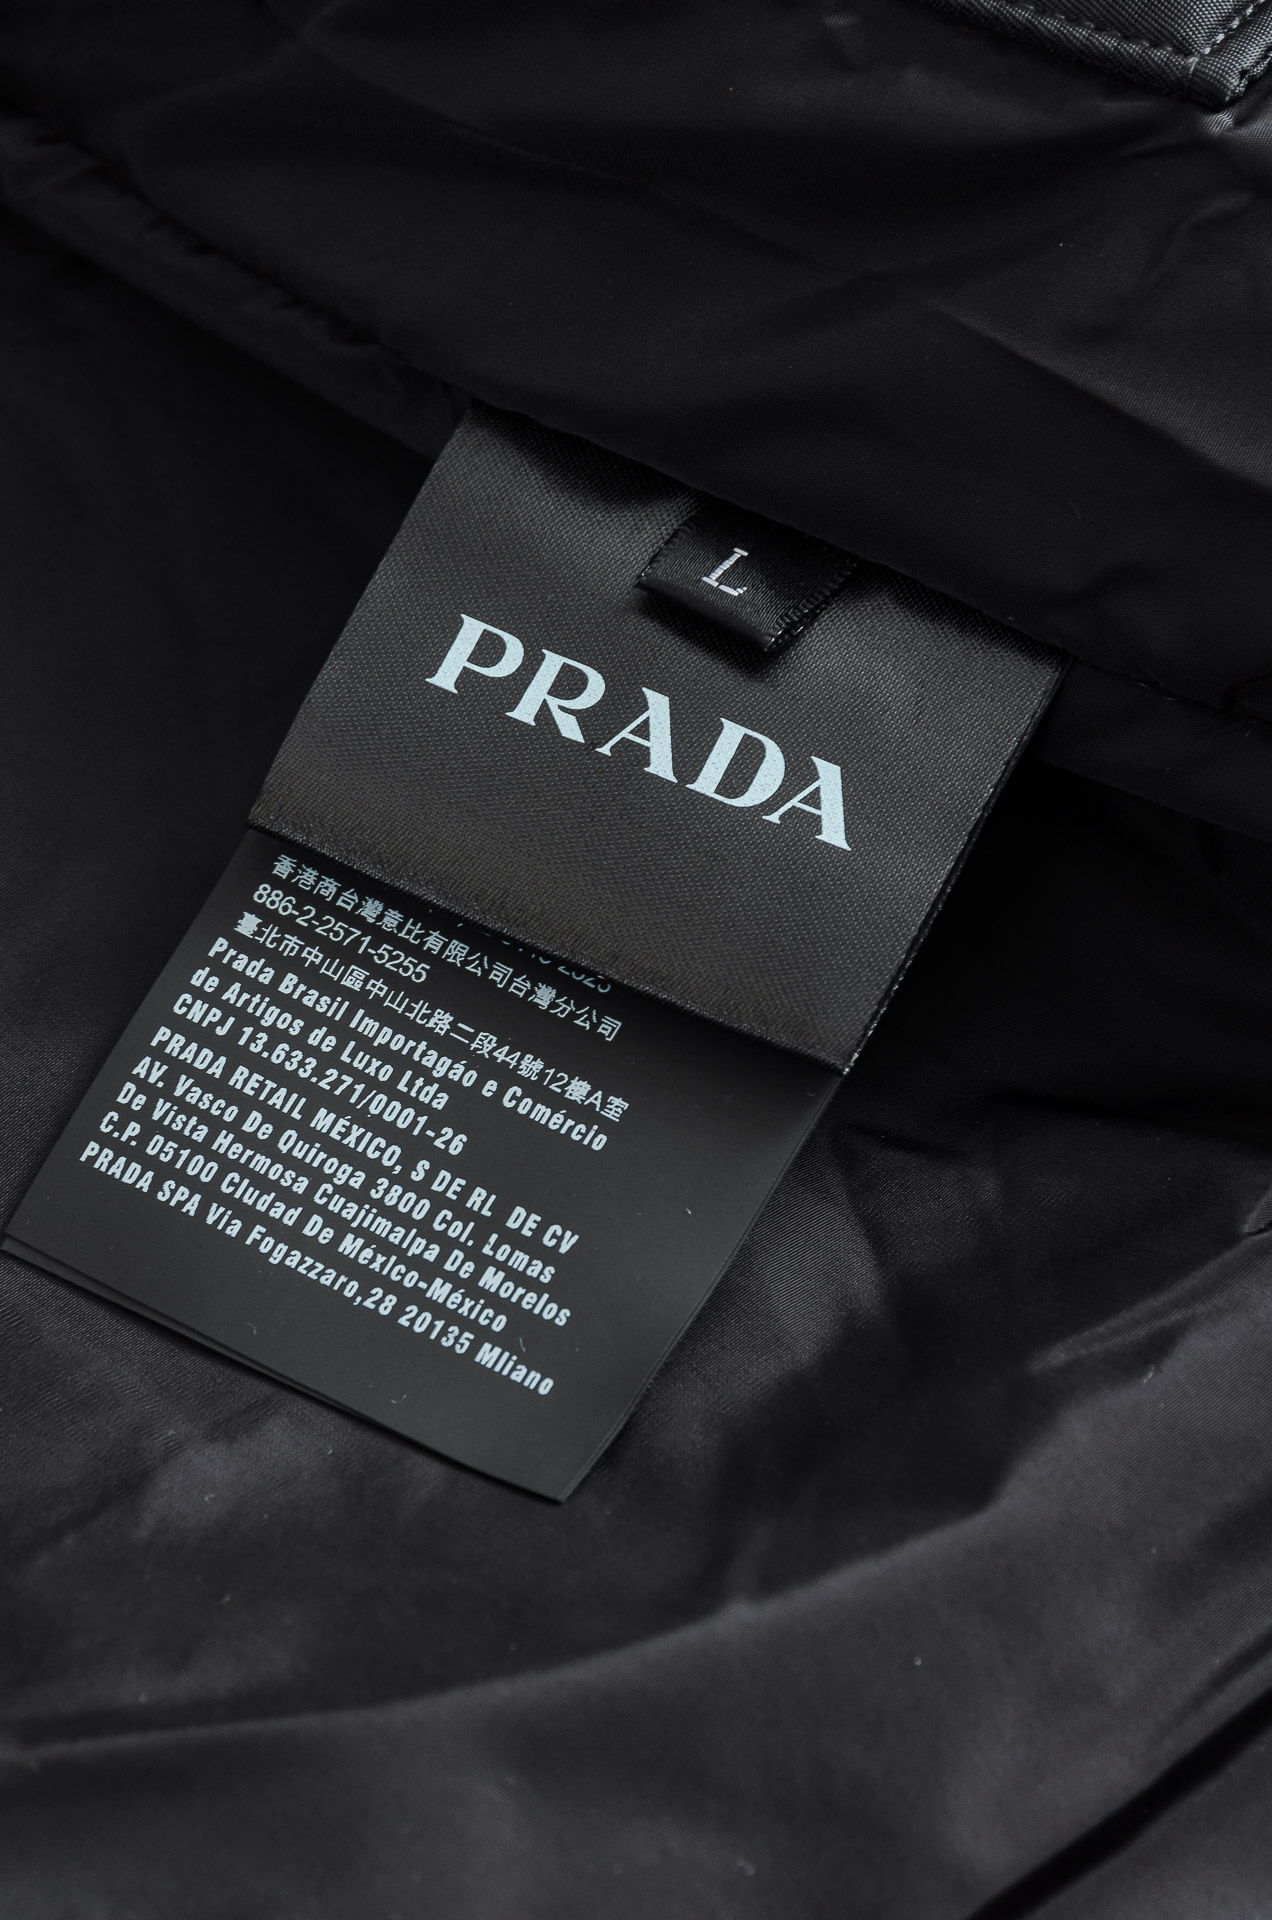 L
PRADA
香港商台灣意比有限公司台灣分公司
886-2-2571-5255
臺北市中山區中山北路二段44號12樓A室
Prada Brasil Importagáo e Comércio
de Artigos de Luxo Ltda
CNPJ 13.633.271/0001-26
PRADA RETAIL MÉXICO, S DE RL DE CV
AV. Vasco De Quiroga 3800 Col. Lomas
De Vista Hermosa Cuajimalpa De Morelos
C.P. 05100 Cludad De México-México
PRADA SPA Via Fogazzaro,28 20135 Mliano